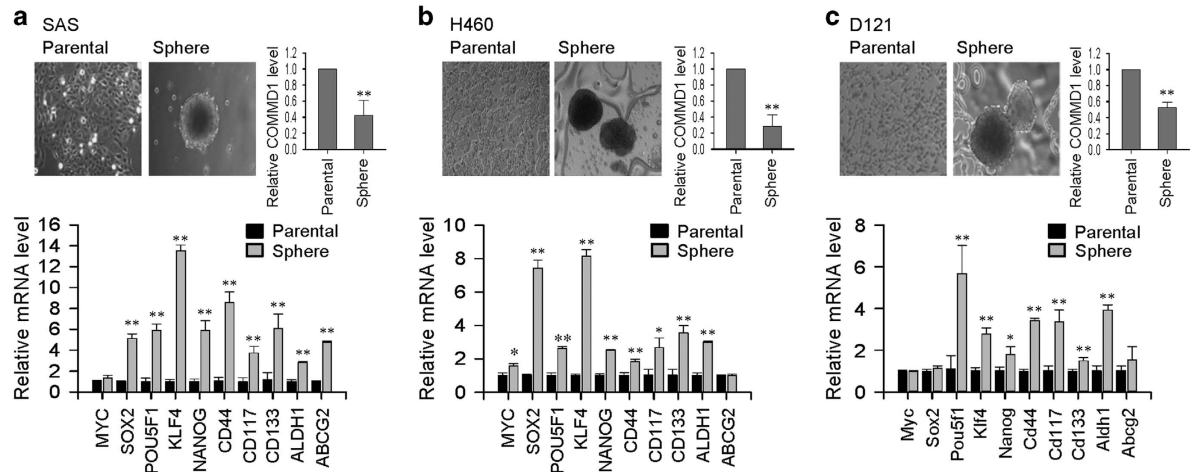 a SAS
Parental Sphere
Relative COMMD1 level
1.2
1.0
0.8
0.6
0.4
0.2
0.0
**
Parental
Sphere
Relative mRNA level
16
14
12
10
8
6
4
2
0
Parental
Sphere
** ** ** ** ** ** ** ** **
MYC SOX2 POU5F1 KLF4 NANOG CD44 CD117 CD133 ALDH1 ABCG2
b H460
Parental Sphere
Relative COMMD1 level
1.2
1.0
0.8
0.6
0.4
0.2
0.0
**
Parental
Sphere
Relative mRNA level
10
8
6
4
2
0
Parental
Sphere
* ** ** ** ** ** * ** **
MYC SOX2 POU5F1 KLF4 NANOG CD44 CD117 CD133 ALDH1 ABCG2
c D121
Parental Sphere
Relative COMMD1 level
1.2
1.0
0.8
0.6
0.4
0.2
0.0
**
Parental
Sphere
Relative mRNA level
8
6
4
2
0
Parental
Sphere
** ** * ** ** ** **
Myc Sox2 Pou5f1 Klf4 Nanog Cd44 Cd117 Cd133 Aldh1 Abcg2